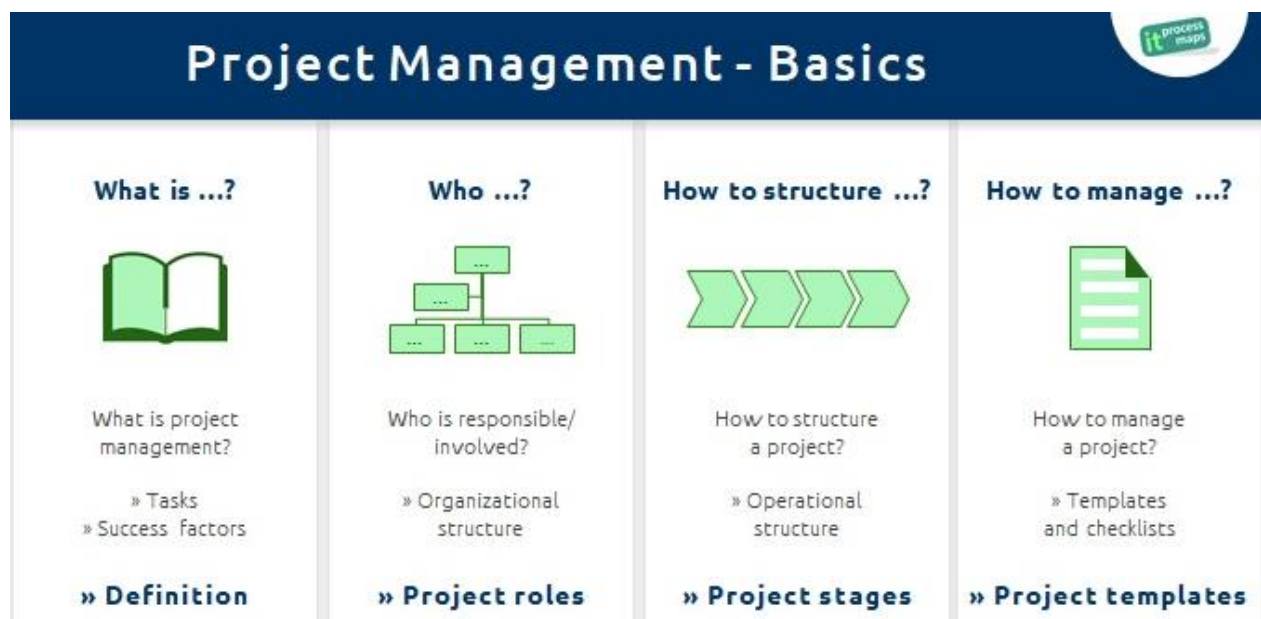 Project Management - Basics
it process
maps
What is ...?
What is project
management?
» Tasks
» Success factors
» Definition
Who ...?
...
...
... ... ...
Who is responsible/
involved?
» Organizational
structure
» Project roles
How to structure ...?
How to structure
a project?
» Operational
structure
» Project stages
How to manage ...?
How to manage
a project?
» Templates
and checklists
» Project templates